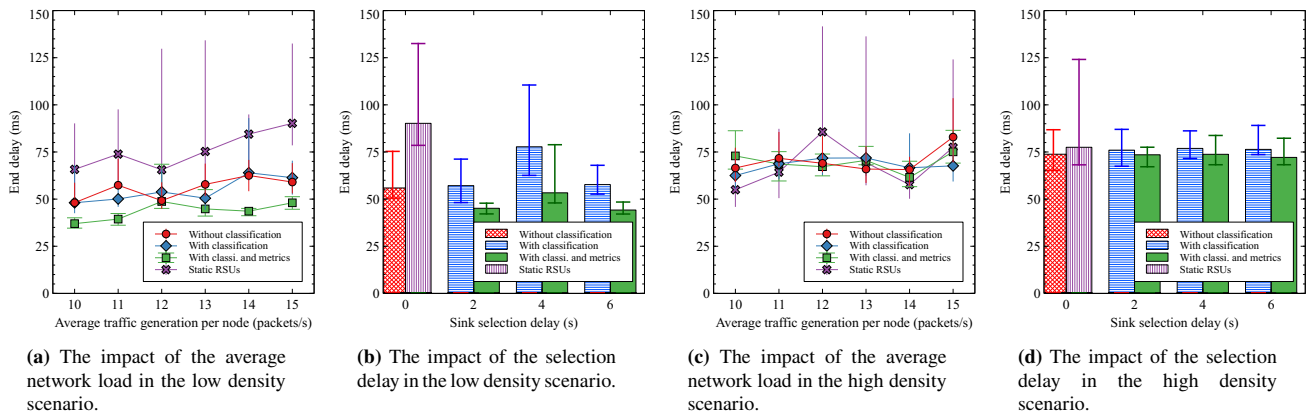 150
125
100
75
50
25
0
End delay (ms)
Without classification
With classification
With classi. and metrics
Static RSUs
10 11 12 13 14 15
Average traffic generation per node (packets/s)
(a) The impact of the average
network load in the low density
scenario.
150
125
100
75
50
25
0
End delay (ms)
Without classification
With classification
With classi. and metrics
Static RSUs
0 2 4 6
Sink selection delay (s)
(b) The impact of the selection
delay in the low density scenario.
150
125
100
75
50
25
0
End delay (ms)
Without classification
With classification
With classi. and metrics
Static RSUs
10 11 12 13 14 15
Average traffic generation per node (packets/s)
(c) The impact of the average
network load in the high density
scenario.
150
125
100
75
50
25
0
End delay (ms)
Without classification
With classification
With classi. and metrics
Static RSUs
0 2 4 6
Sink selection delay (s)
(d) The impact of the selection
delay in the high density
scenario.